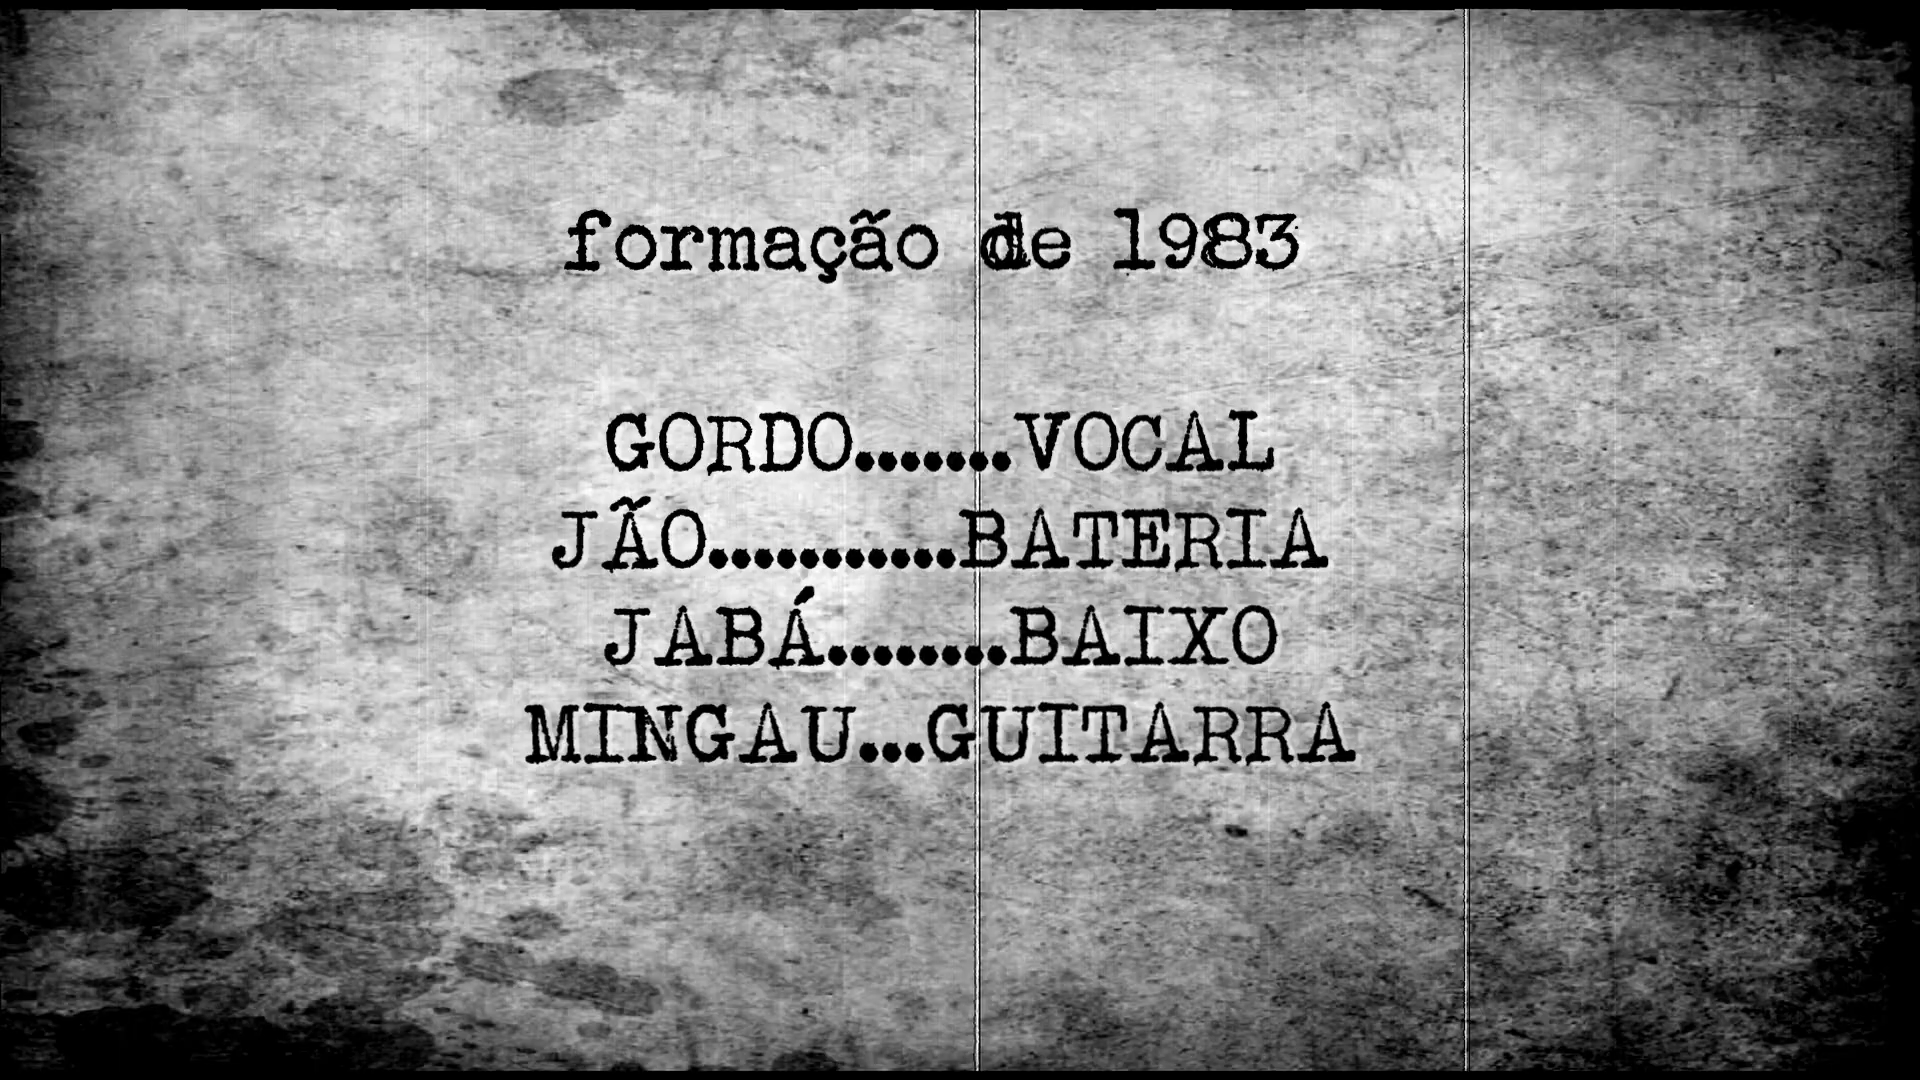 formação de 1983
GORDO.......VOCAL
JÃO...........BATERIA
JABÁ........BAIXO
MINGAU...GUITARRA